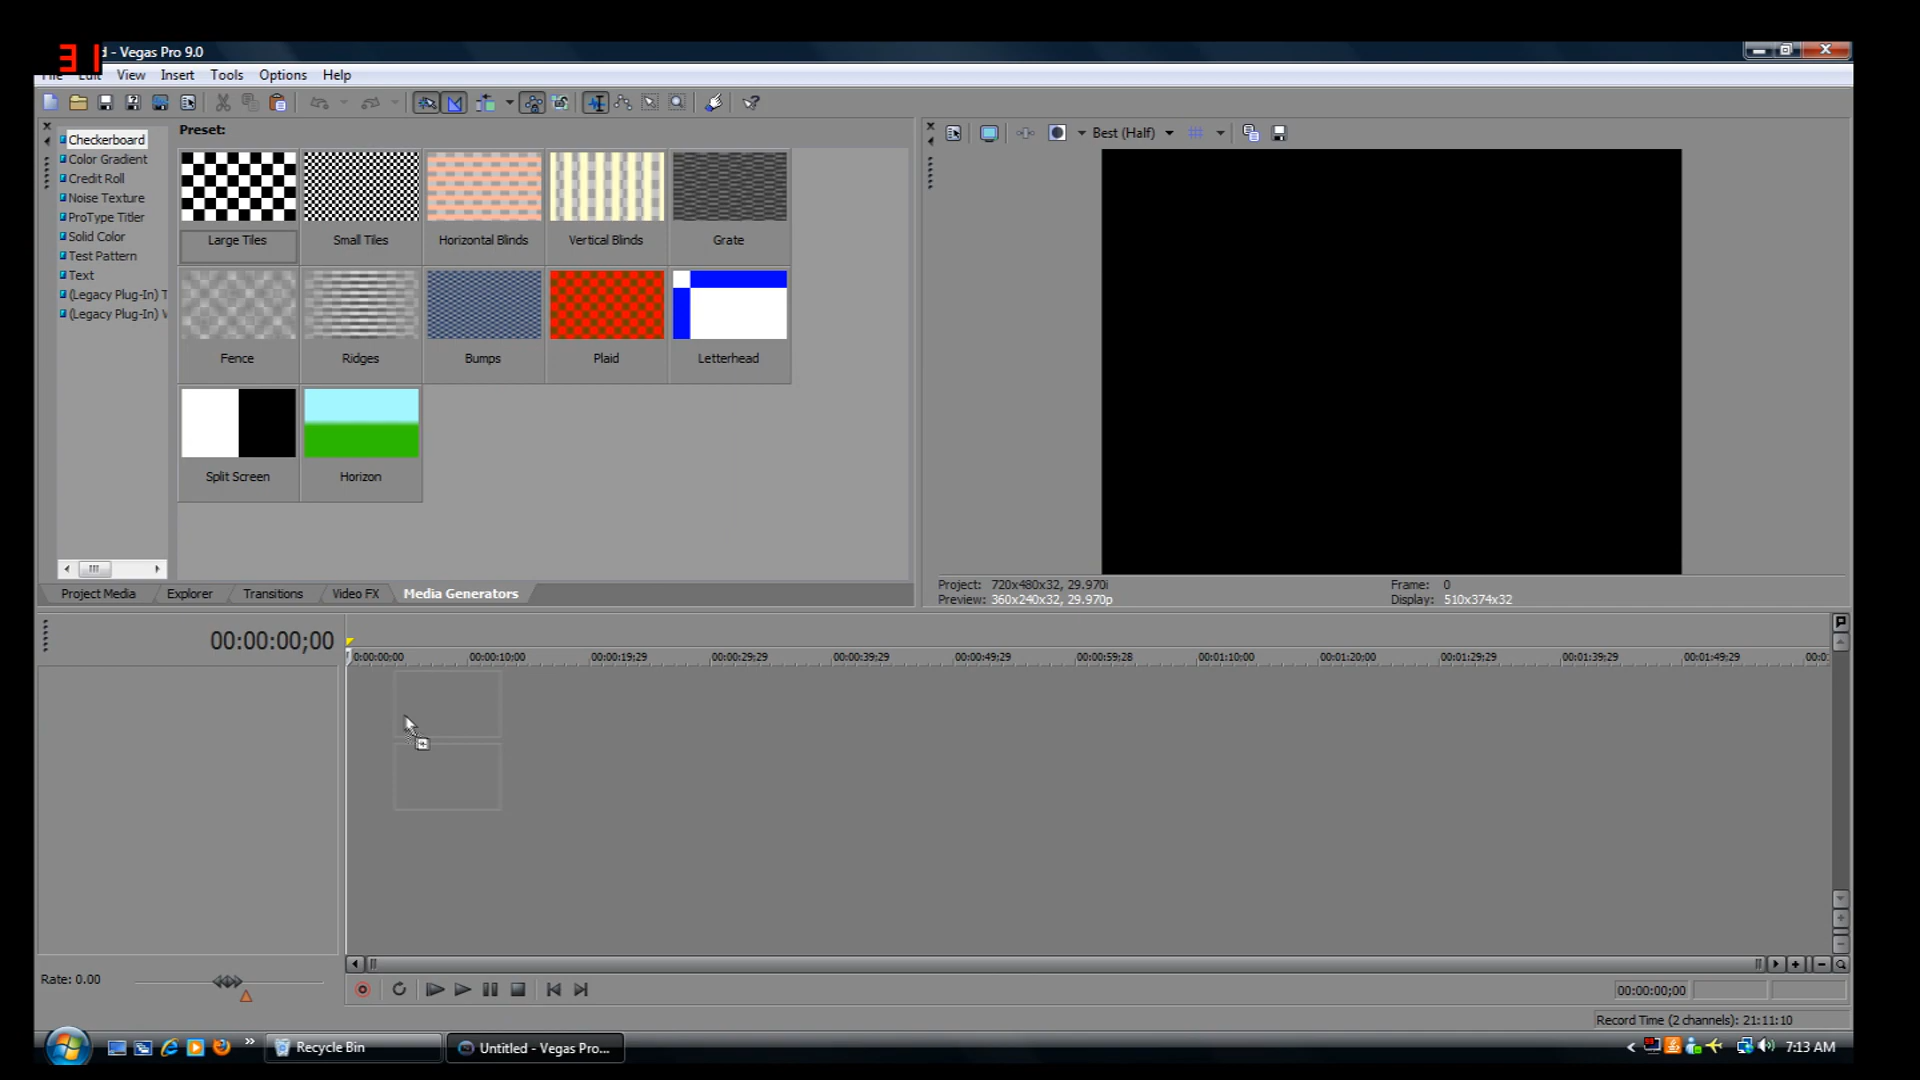 31
d - Vegas Pro 9.0
File Edit View Insert Tools Options Help
Checkerboard
Color Gradient
Credit Roll
Noise Texture
ProType Titler
Solid Color
Test Pattern
Text
(Legacy Plug-In) T
(Legacy Plug-In) V
Preset:
Large Tiles
Small Tiles
Horizontal Blinds
Vertical Blinds
Grate
Fence
Ridges
Bumps
Plaid
Letterhead
Split Screen
Horizon
Best (Half)
Project Media Explorer Transitions Video FX Media Generators
Project: 720x480x32, 29.970i
Preview: 360x240x32, 29.970p
Frame: 0
Display: 510x374x32
00:00:00;00
0:00:00;00 00:00:10;00 00:00:19;29 00:00:29;29 00:00:39;29 00:00:49;29 00:00:59;28 00:01:10;00 00:01:20;00 00:01:29;29 00:01:39;29 00:01:49;29 00:0
Rate: 0.00
00:00:00;00
Record Time (2 channels): 21:11:10
Recycle Bin
Untitled - Vegas Pro...
7:13 AM